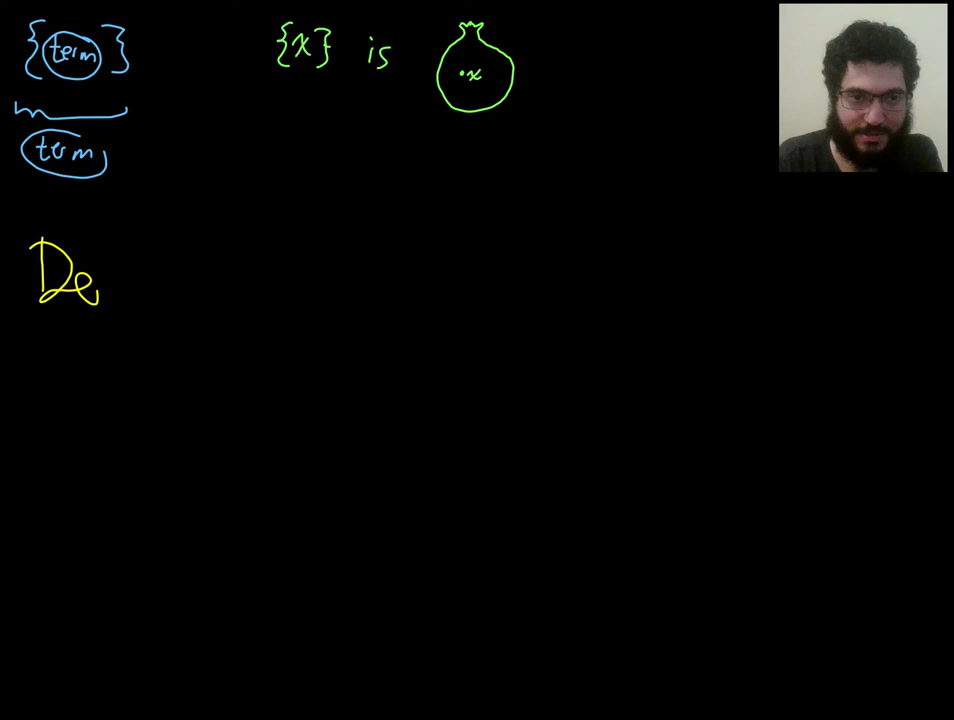 {term}
term
{x} is •x
De